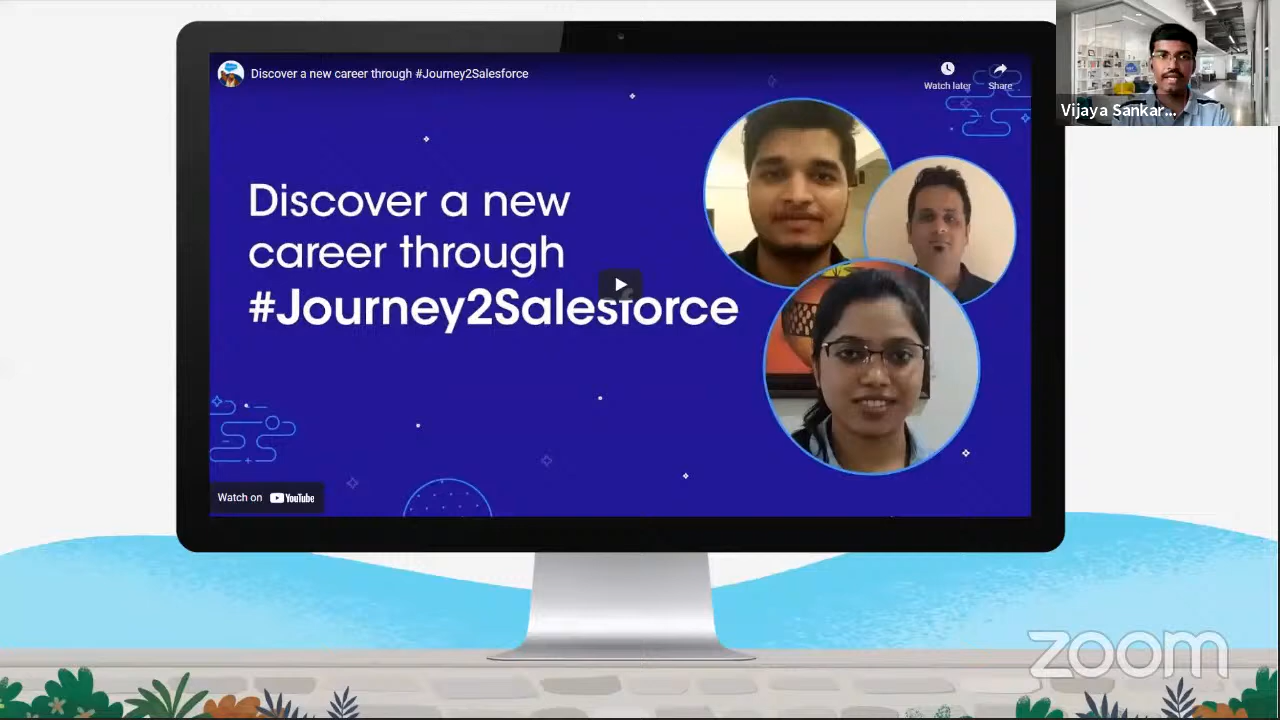 Discover a new career through #Journey2Salesforce
Watch later
Share
Vijaya Sankar...
Discover a new
career through
#Journey2Salesforce
Watch on YouTube
zoom